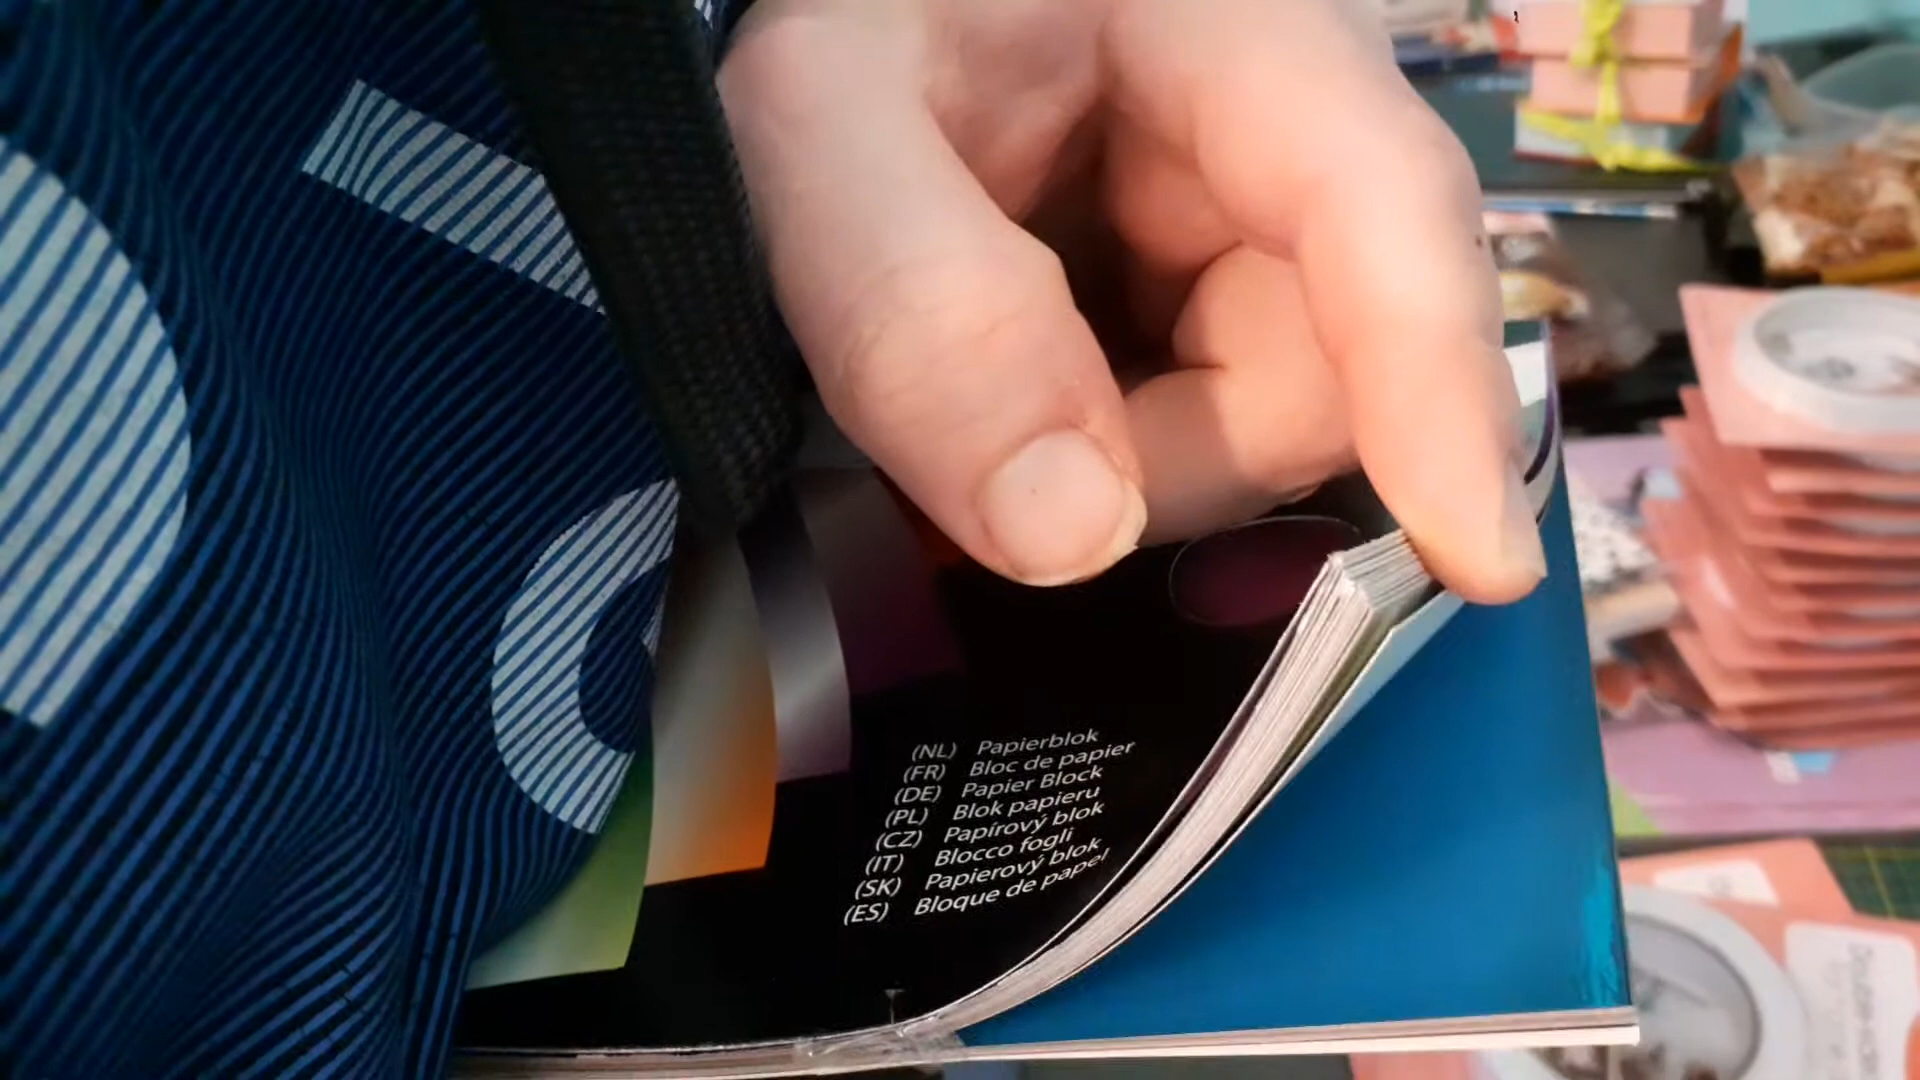 (NL) Papierblok
(FR) Bloc de papier
(DE) Papier Block
(PL) Blok papieru
(CZ) Papírový blok
(IT) Blocco fogli
(SK) Papierový blok
(ES) Bloque de papel